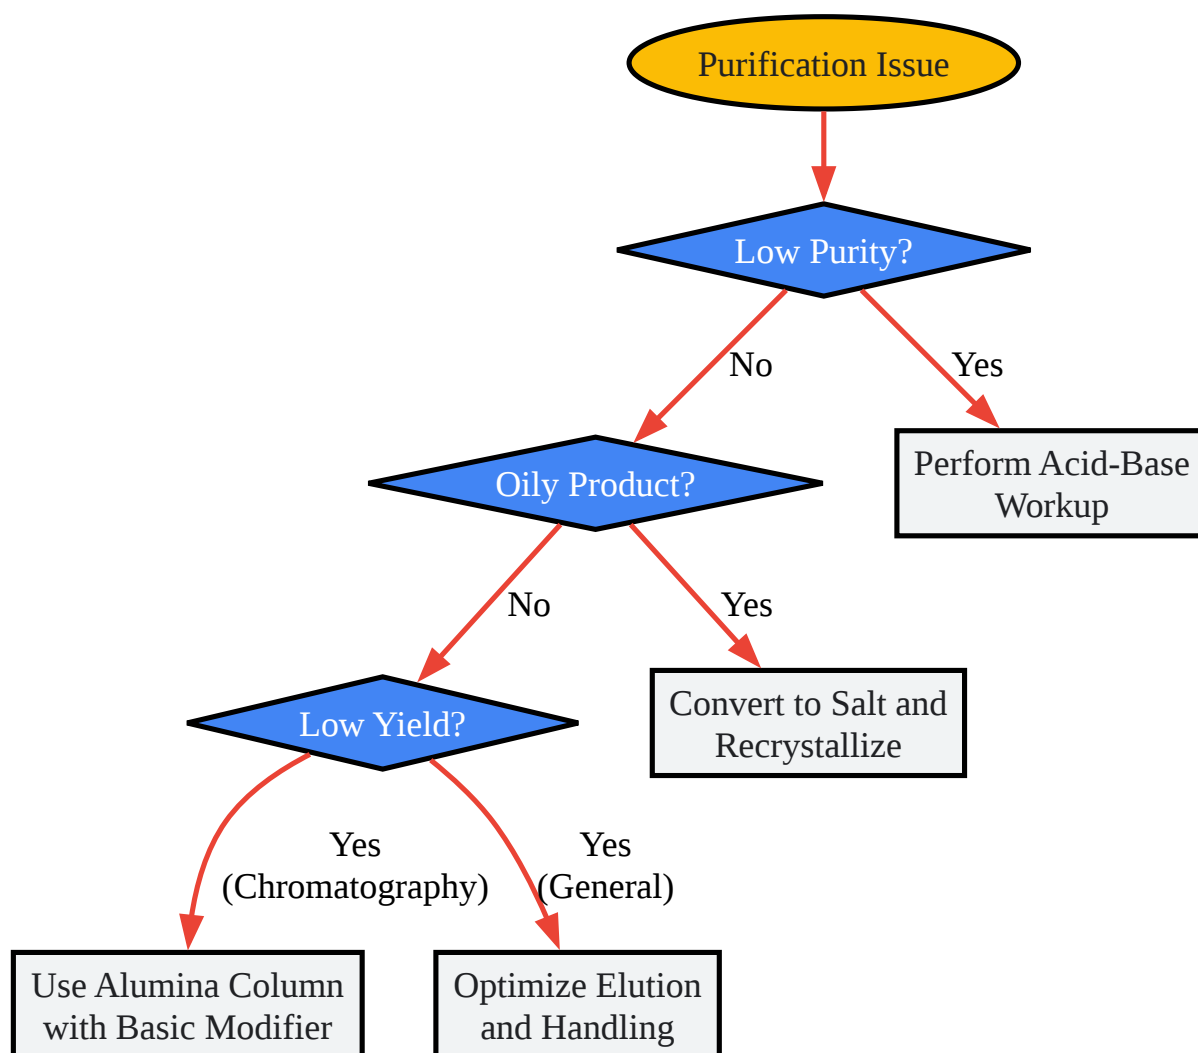 Purification Issue
Low Purity?
No
Yes
Oily Product?
Perform Acid-Base
Workup
No
Yes
Low Yield?
Convert to Salt and
Recrystallize
Yes
(Chromatography)
Yes
(General)
Use Alumina Column
with Basic Modifier
Optimize Elution
and Handling